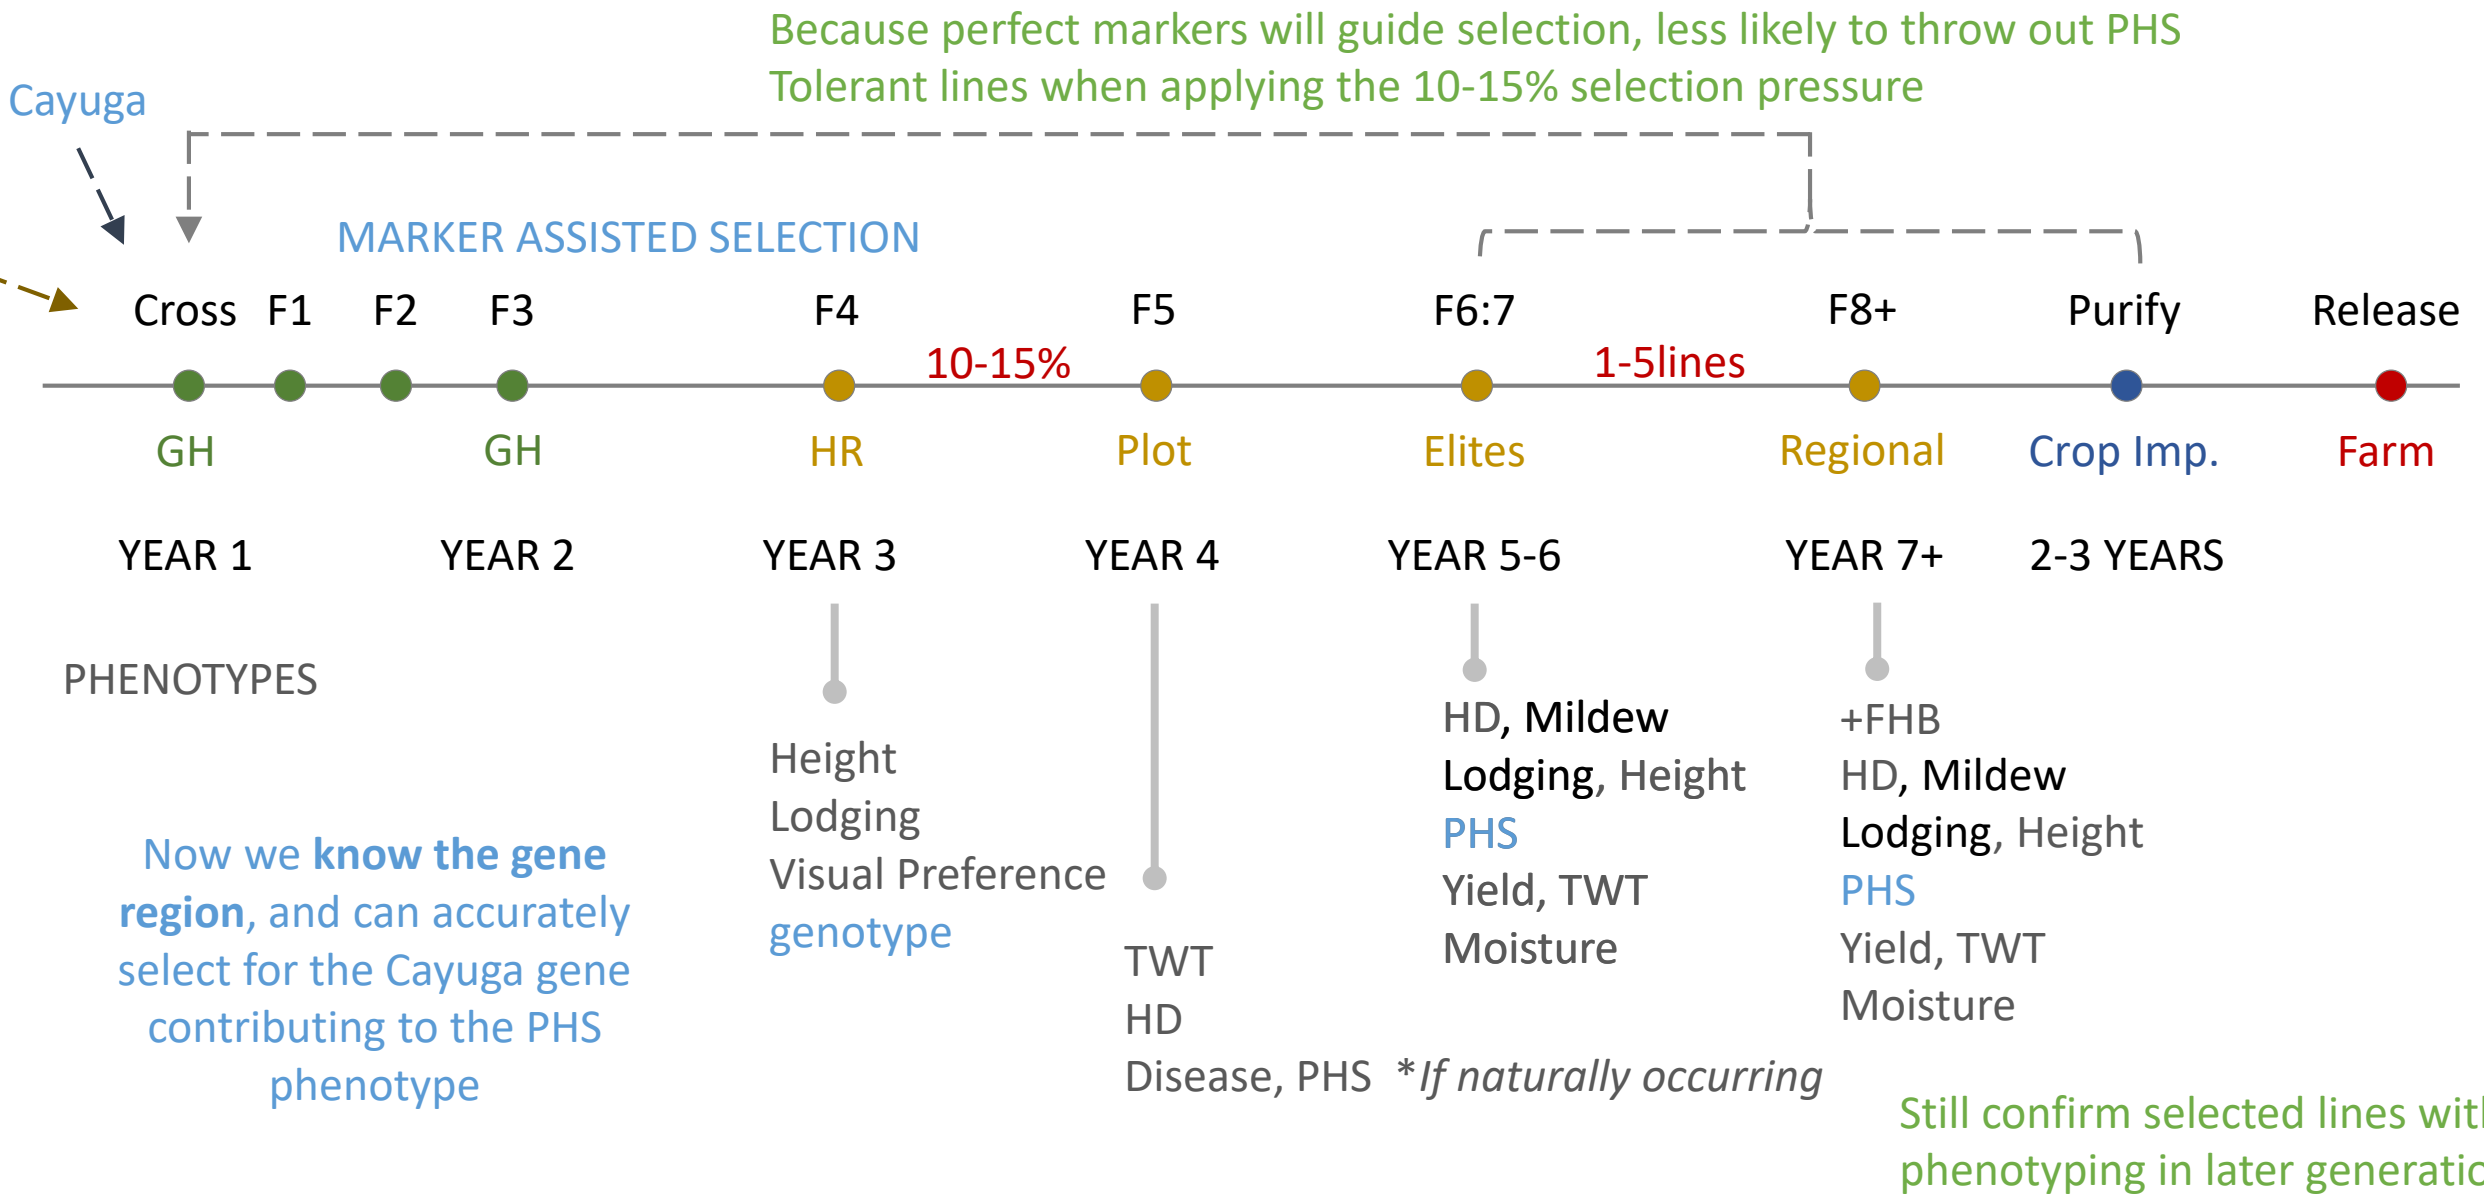 Because perfect markers will guide selection, less likely to throw out PHS
Tolerant lines when applying the 10-15% selection pressure
Cayuga
MARKER ASSISTED SELECTION
Cross F1 F2 F3 F4 F5 F6:7 F8+ Purify Release
10-15% 1-5lines
GH GH HR Plot Elites Regional Crop Imp. Farm
YEAR 1 YEAR 2 YEAR 3 YEAR 4 YEAR 5-6 YEAR 7+ 2-3 YEARS
PHENOTYPES
Now we know the gene
region, and can accurately
select for the Cayuga gene
contributing to the PHS
phenotype
Height
Lodging
Visual Preference
genotype
TWT
HD
Disease, PHS *If naturally occurring
HD, Mildew
Lodging, Height
PHS
Yield, TWT
Moisture
+FHB
HD, Mildew
Lodging, Height
PHS
Yield, TWT
Moisture
Still confirm selected lines with
phenotyping in later generatio